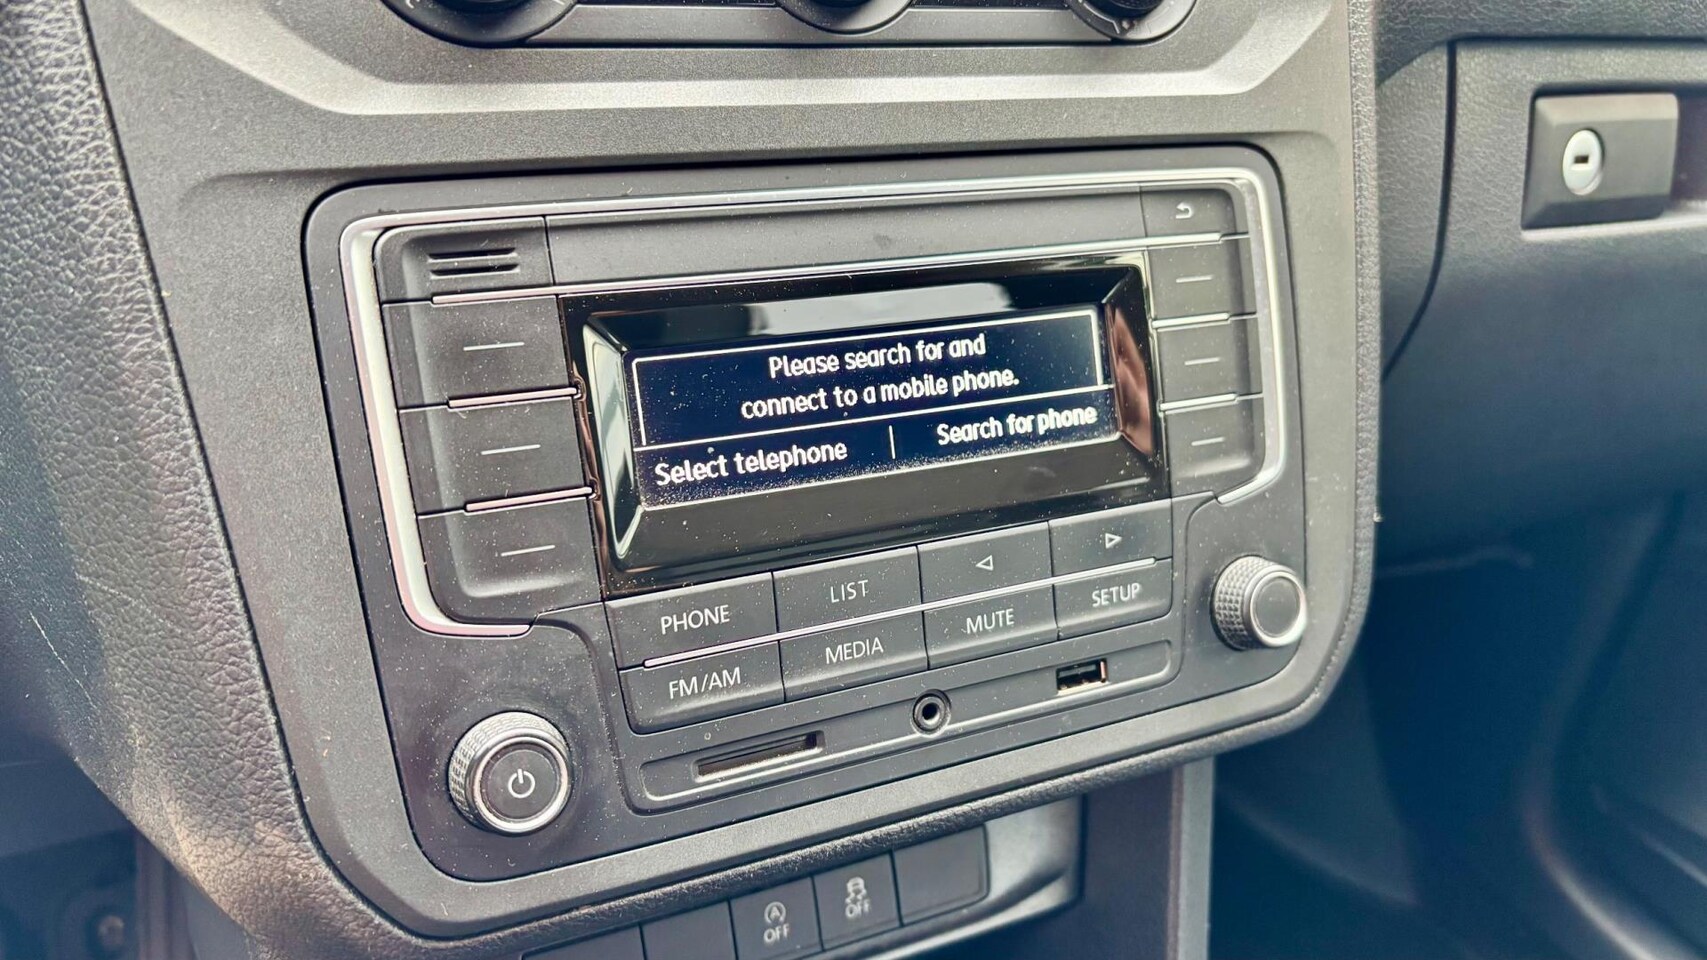 Please search for and
connect to a mobile phone.
Select telephone
Search for phone
PHONE
LIST
FM/AM
MEDIA
MUTE
SETUP
A
OFF
OFF